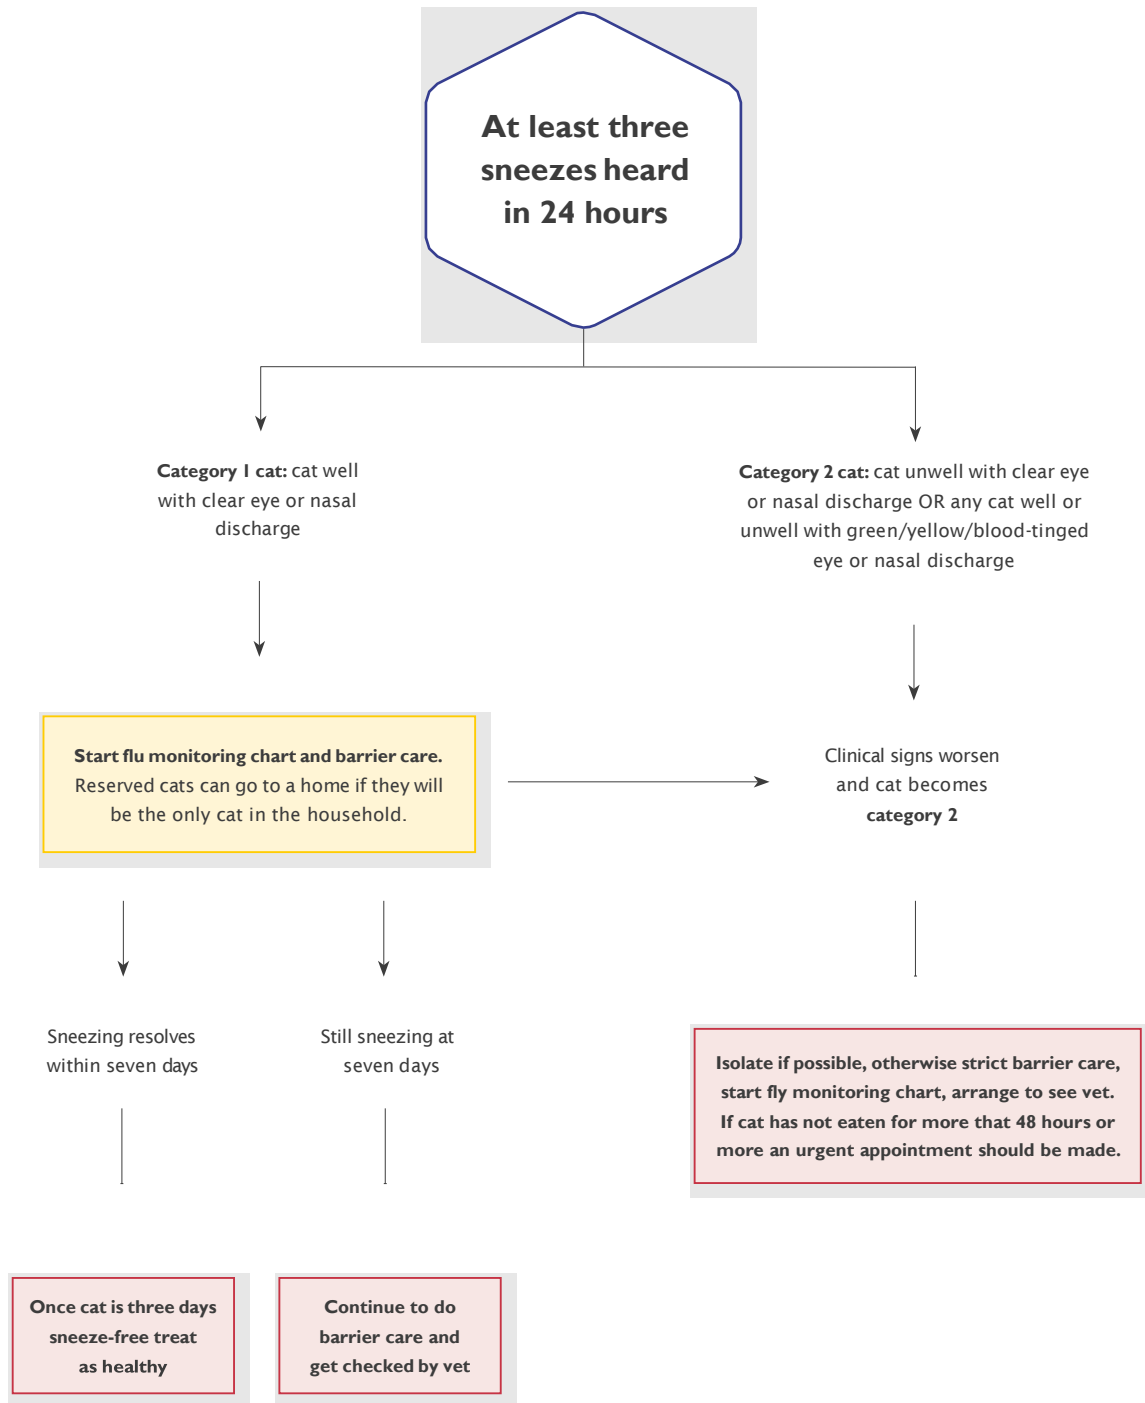 At least three
sneezes heard
in 24 hours
Category 1 cat: cat well
with clear eye or nasal
discharge
Category 2 cat: cat unwell with clear eye
or nasal discharge OR any cat well or
unwell with green/yellow/blood-tinged
eye or nasal discharge
Start flu monitoring chart and barrier care.
Reserved cats can go to a home if they will
be the only cat in the household.
Clinical signs worsen
and cat becomes
category 2
Sneezing resolves
within seven days
Still sneezing at
seven days
Isolate if possible, otherwise strict barrier care,
start fly monitoring chart, arrange to see vet.
If cat has not eaten for more that 48 hours or
more an urgent appointment should be made.
Once cat is three days
sneeze-free treat
as healthy
Continue to do
barrier care and
get checked by vet